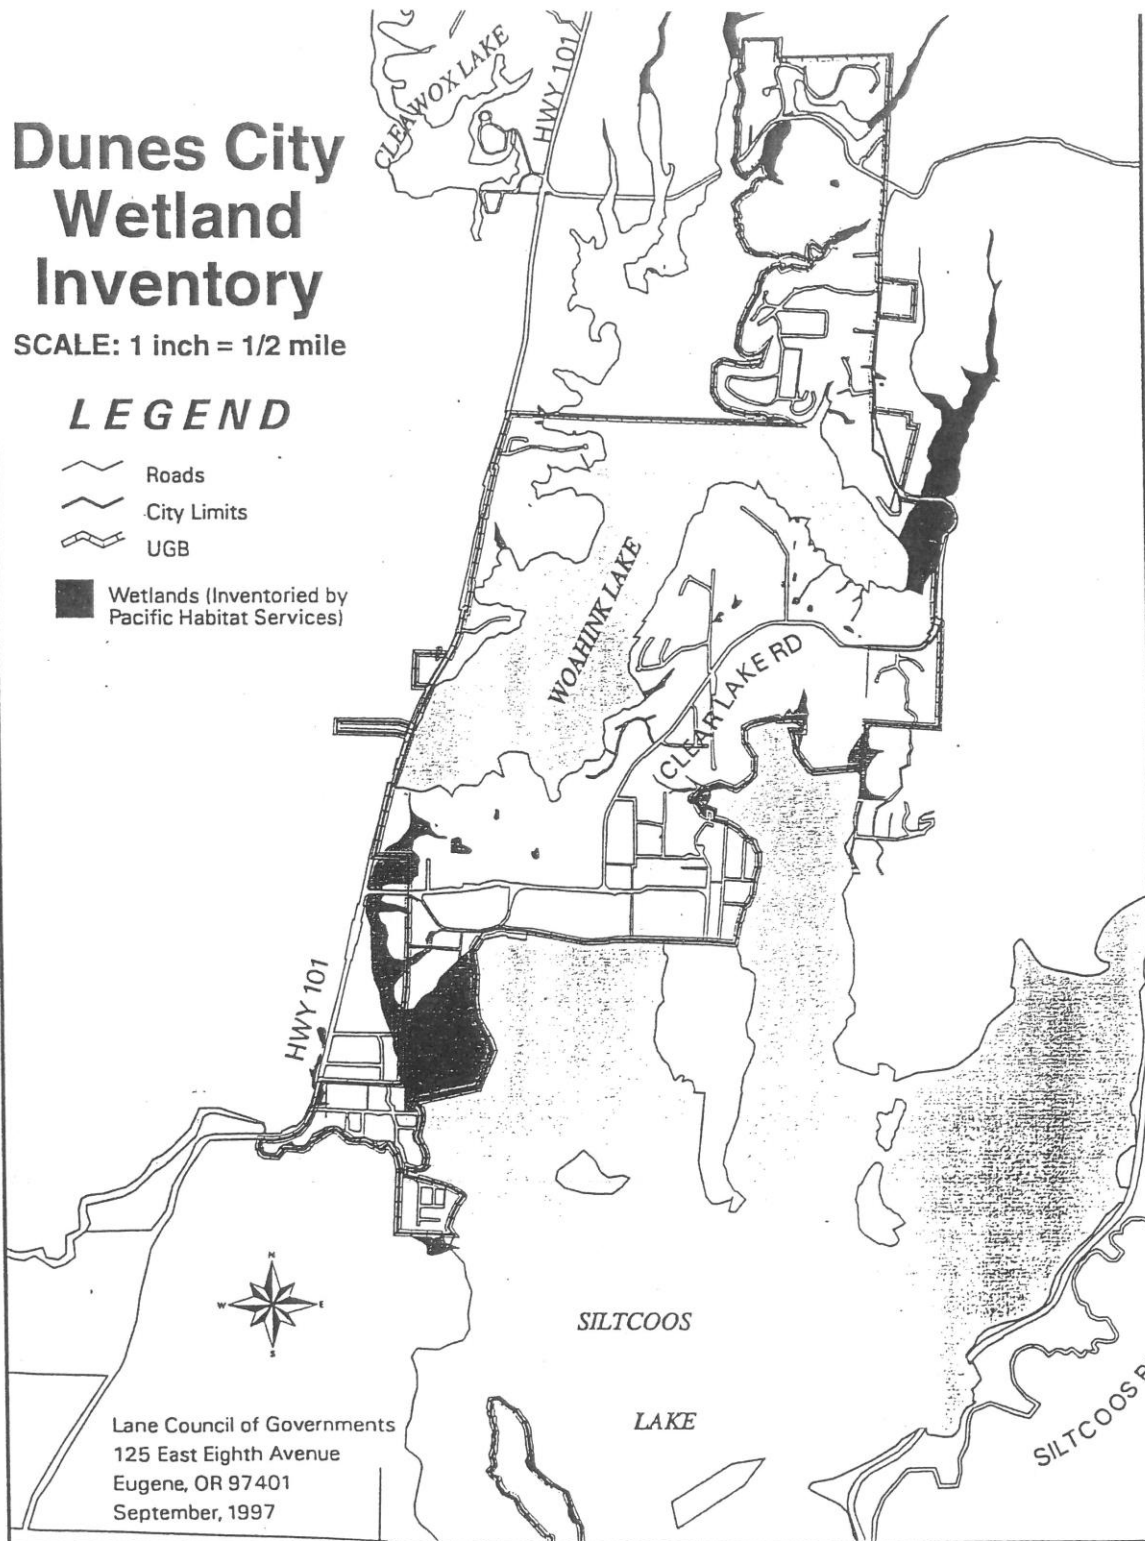 Dunes City
Wetland
Inventory
SCALE: 1 inch = 1/2 mile
LEGEND
Roads
City Limits
UGB
Wetlands (Inventoried by
Pacific Habitat Services)
CLEAWOX LAKE
HWY 101
WOAHINK LAKE
CLEAR LAKE RD
HWY 101
N
W
E
S
SILTCOOS
LAKE
SILTCOOS
Lane Council of Governments
125 East Eighth Avenue
Eugene, OR 97401
September, 1997